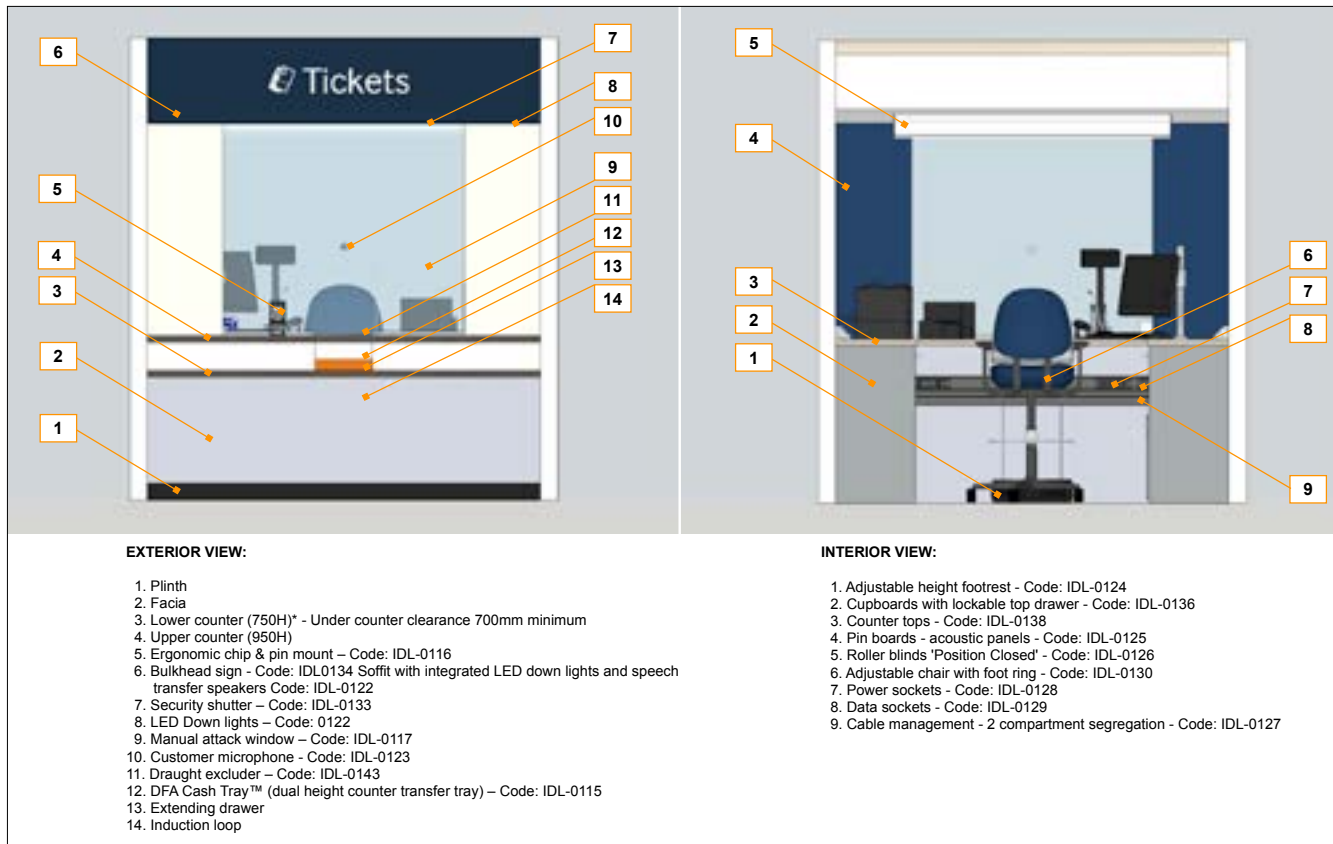 Tickets
6
5
4
3
2
1
7
8
10
9
11
12
13
14
5
4
3
2
1
6
7
8
9
EXTERIOR VIEW:
1. Plinth
2. Facia
3. Lower counter (750H)* - Under counter clearance 700mm minimum
4. Upper counter (950H)
5. Ergonomic chip & pin mount – Code: IDL-0116
6. Bulkhead sign - Code: IDL0134 Soffit with integrated LED down lights and speech
transfer speakers Code: IDL-0122
7. Security shutter – Code: IDL-0133
8. LED Down lights – Code: 0122
9. Manual attack window – Code: IDL-0117
10. Customer microphone - Code: IDL-0123
11. Draught excluder – Code: IDL-0143
12. DFA Cash Tray™ (dual height counter transfer tray) – Code: IDL-0115
13. Extending drawer
14. Induction loop
INTERIOR VIEW:
1. Adjustable height footrest - Code: IDL-0124
2. Cupboards with lockable top drawer - Code: IDL-0136
3. Counter tops - Code: IDL-0138
4. Pin boards - acoustic panels - Code: IDL-0125
5. Roller blinds 'Position Closed' - Code: IDL-0126
6. Adjustable chair with foot ring - Code: IDL-0130
7. Power sockets - Code: IDL-0128
8. Data sockets - Code: IDL-0129
9. Cable management - 2 compartment segregation - Code: IDL-0127